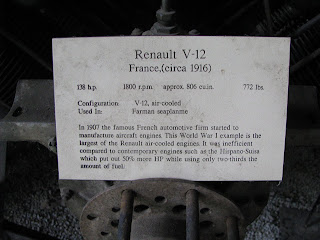 Renault V-12
France,(circa 1916)
138 h.p. 1800 r.p.m. approx. 806 cu.in. 772 lbs.
Configuration: V-12, air-cooled
Used In: Farman seaplanme
In 1907 the famous French automotive firm started to
manufacture aircraft engines. This World War I example is the
largest of the Renault air-cooled engines. It was inefficient
compared to contemporary engines such as the Hispano-Suisa
which put out 50% more HP while using only two-thirds the
amount of fuel.